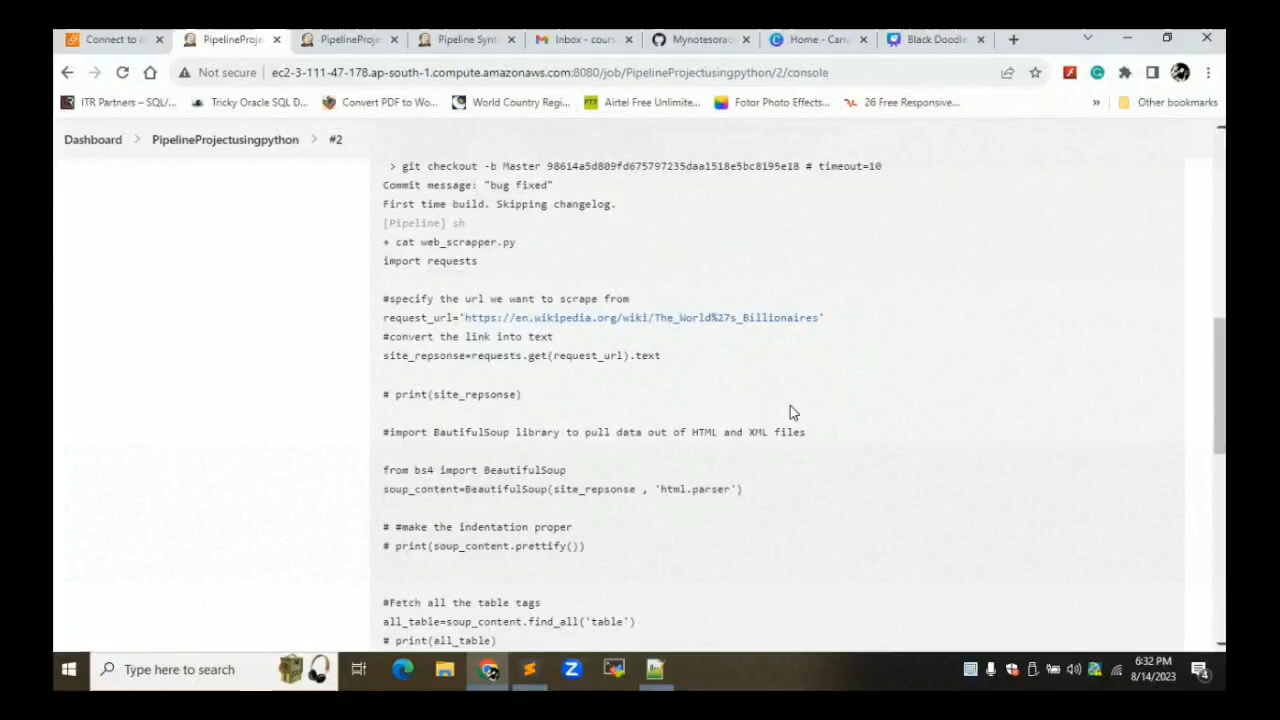 Connect to i
PipelineProje
PipelineProje
Pipeline Synt
Inbox - cours
Mynotesorac
Home - Canv
Black Doodle
Not secure
ec2-3-111-47-178.ap-south-1.compute.amazonaws.com:8080/job/PipelineProjectusingpython/2/console
ITR Partners – SQL/...
Tricky Oracle SQL D...
Convert PDF to Wo...
World Country Regi...
Airtel Free Unlimite...
Fotor Photo Effects...
26 Free Responsive...
»
Other bookmarks
Dashboard > PipelineProjectusingpython > #2
> git checkout -b Master 98614a5d809fd675797235daa1518e5bc8195e18 # timeout=10
Commit message: "bug fixed"
First time build. Skipping changelog.
[Pipeline] sh
+ cat web_scrapper.py
import requests
#specify the url we want to scrape from
request_url='https://en.wikipedia.org/wiki/The_World%27s_Billionaires'
#convert the link into text
site_repsonse=requests.get(request_url).text
# print(site_repsonse)
#import BautifulSoup library to pull data out of HTML and XML files
from bs4 import BeautifulSoup
soup_content=BeautifulSoup(site_repsonse , 'html.parser')
# #make the indentation proper
# print(soup_content.prettify())
#Fetch all the table tags
all_table=soup_content.find_all('table')
# print(all_table)
Type here to search
6:32 PM
8/14/2023
4